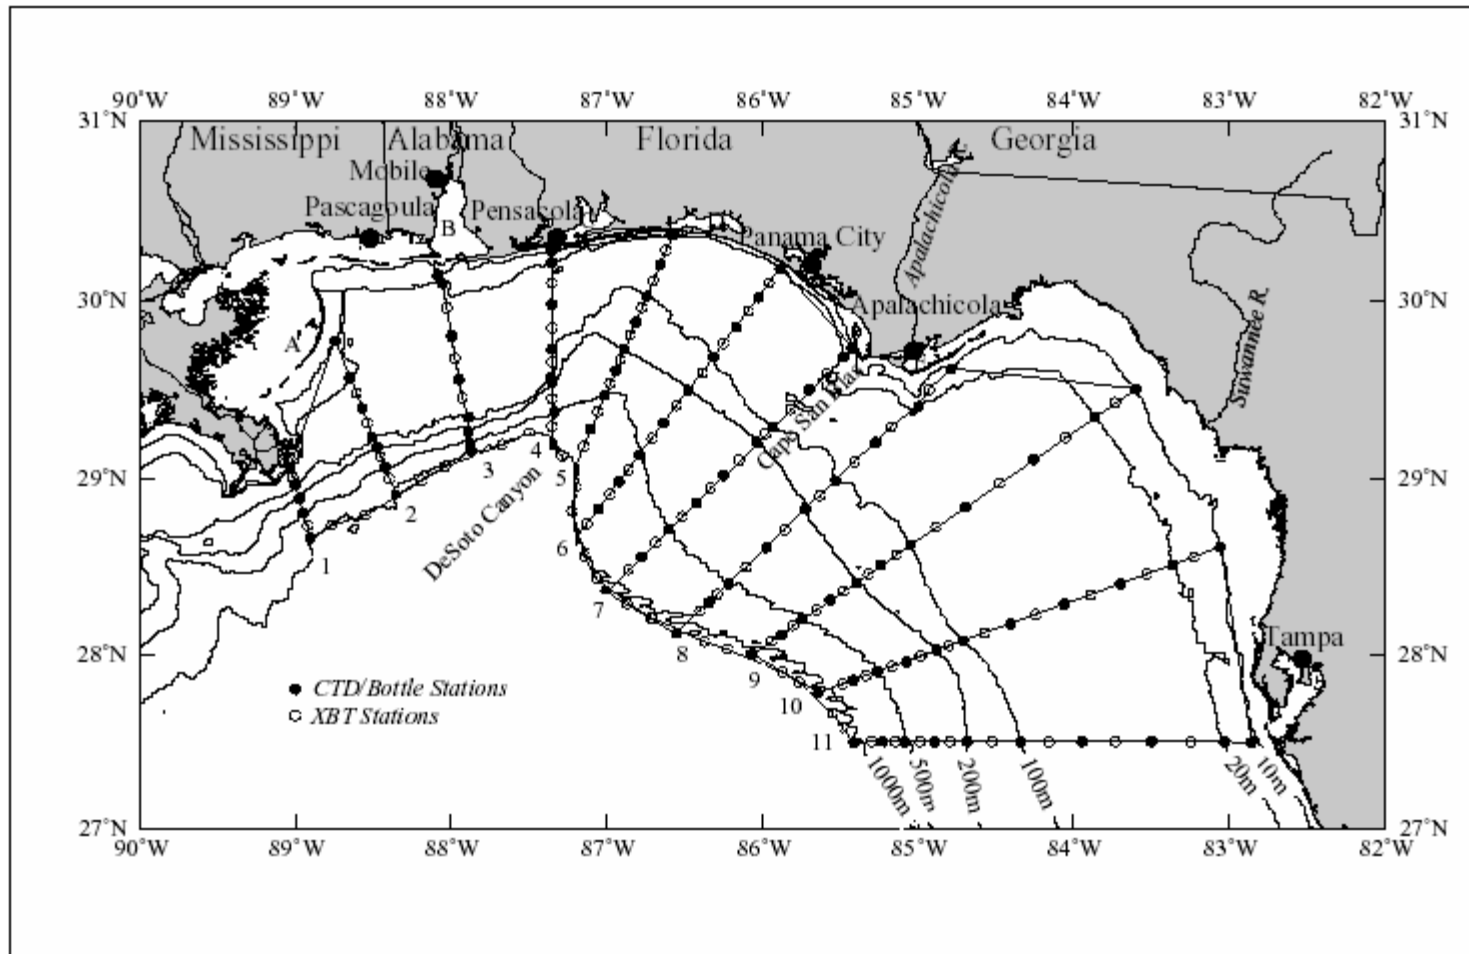 90˚W 89˚W 88˚W 87˚W 86˚W 85˚W 84˚W 83˚W 82˚W
31˚N 31˚N
Mississippi Alabama Florida Georgia
Mobile
Pascagoula Pensacola
B
Panama City
Apalachicola R.
30˚N 30˚N
Apalachicola
Suwannee R.
A
Cape San Blas
29˚N 29˚N
1
2
3
4
5
DeSoto Canyon
6
7
8
9
10
11
28˚N 28˚N
Tampa
CTD/Bottle Stations
XBT Stations
1000m 500m 200m 100m 20m 10m
27˚N 27˚N
90˚W 89˚W 88˚W 87˚W 86˚W 85˚W 84˚W 83˚W 82˚W